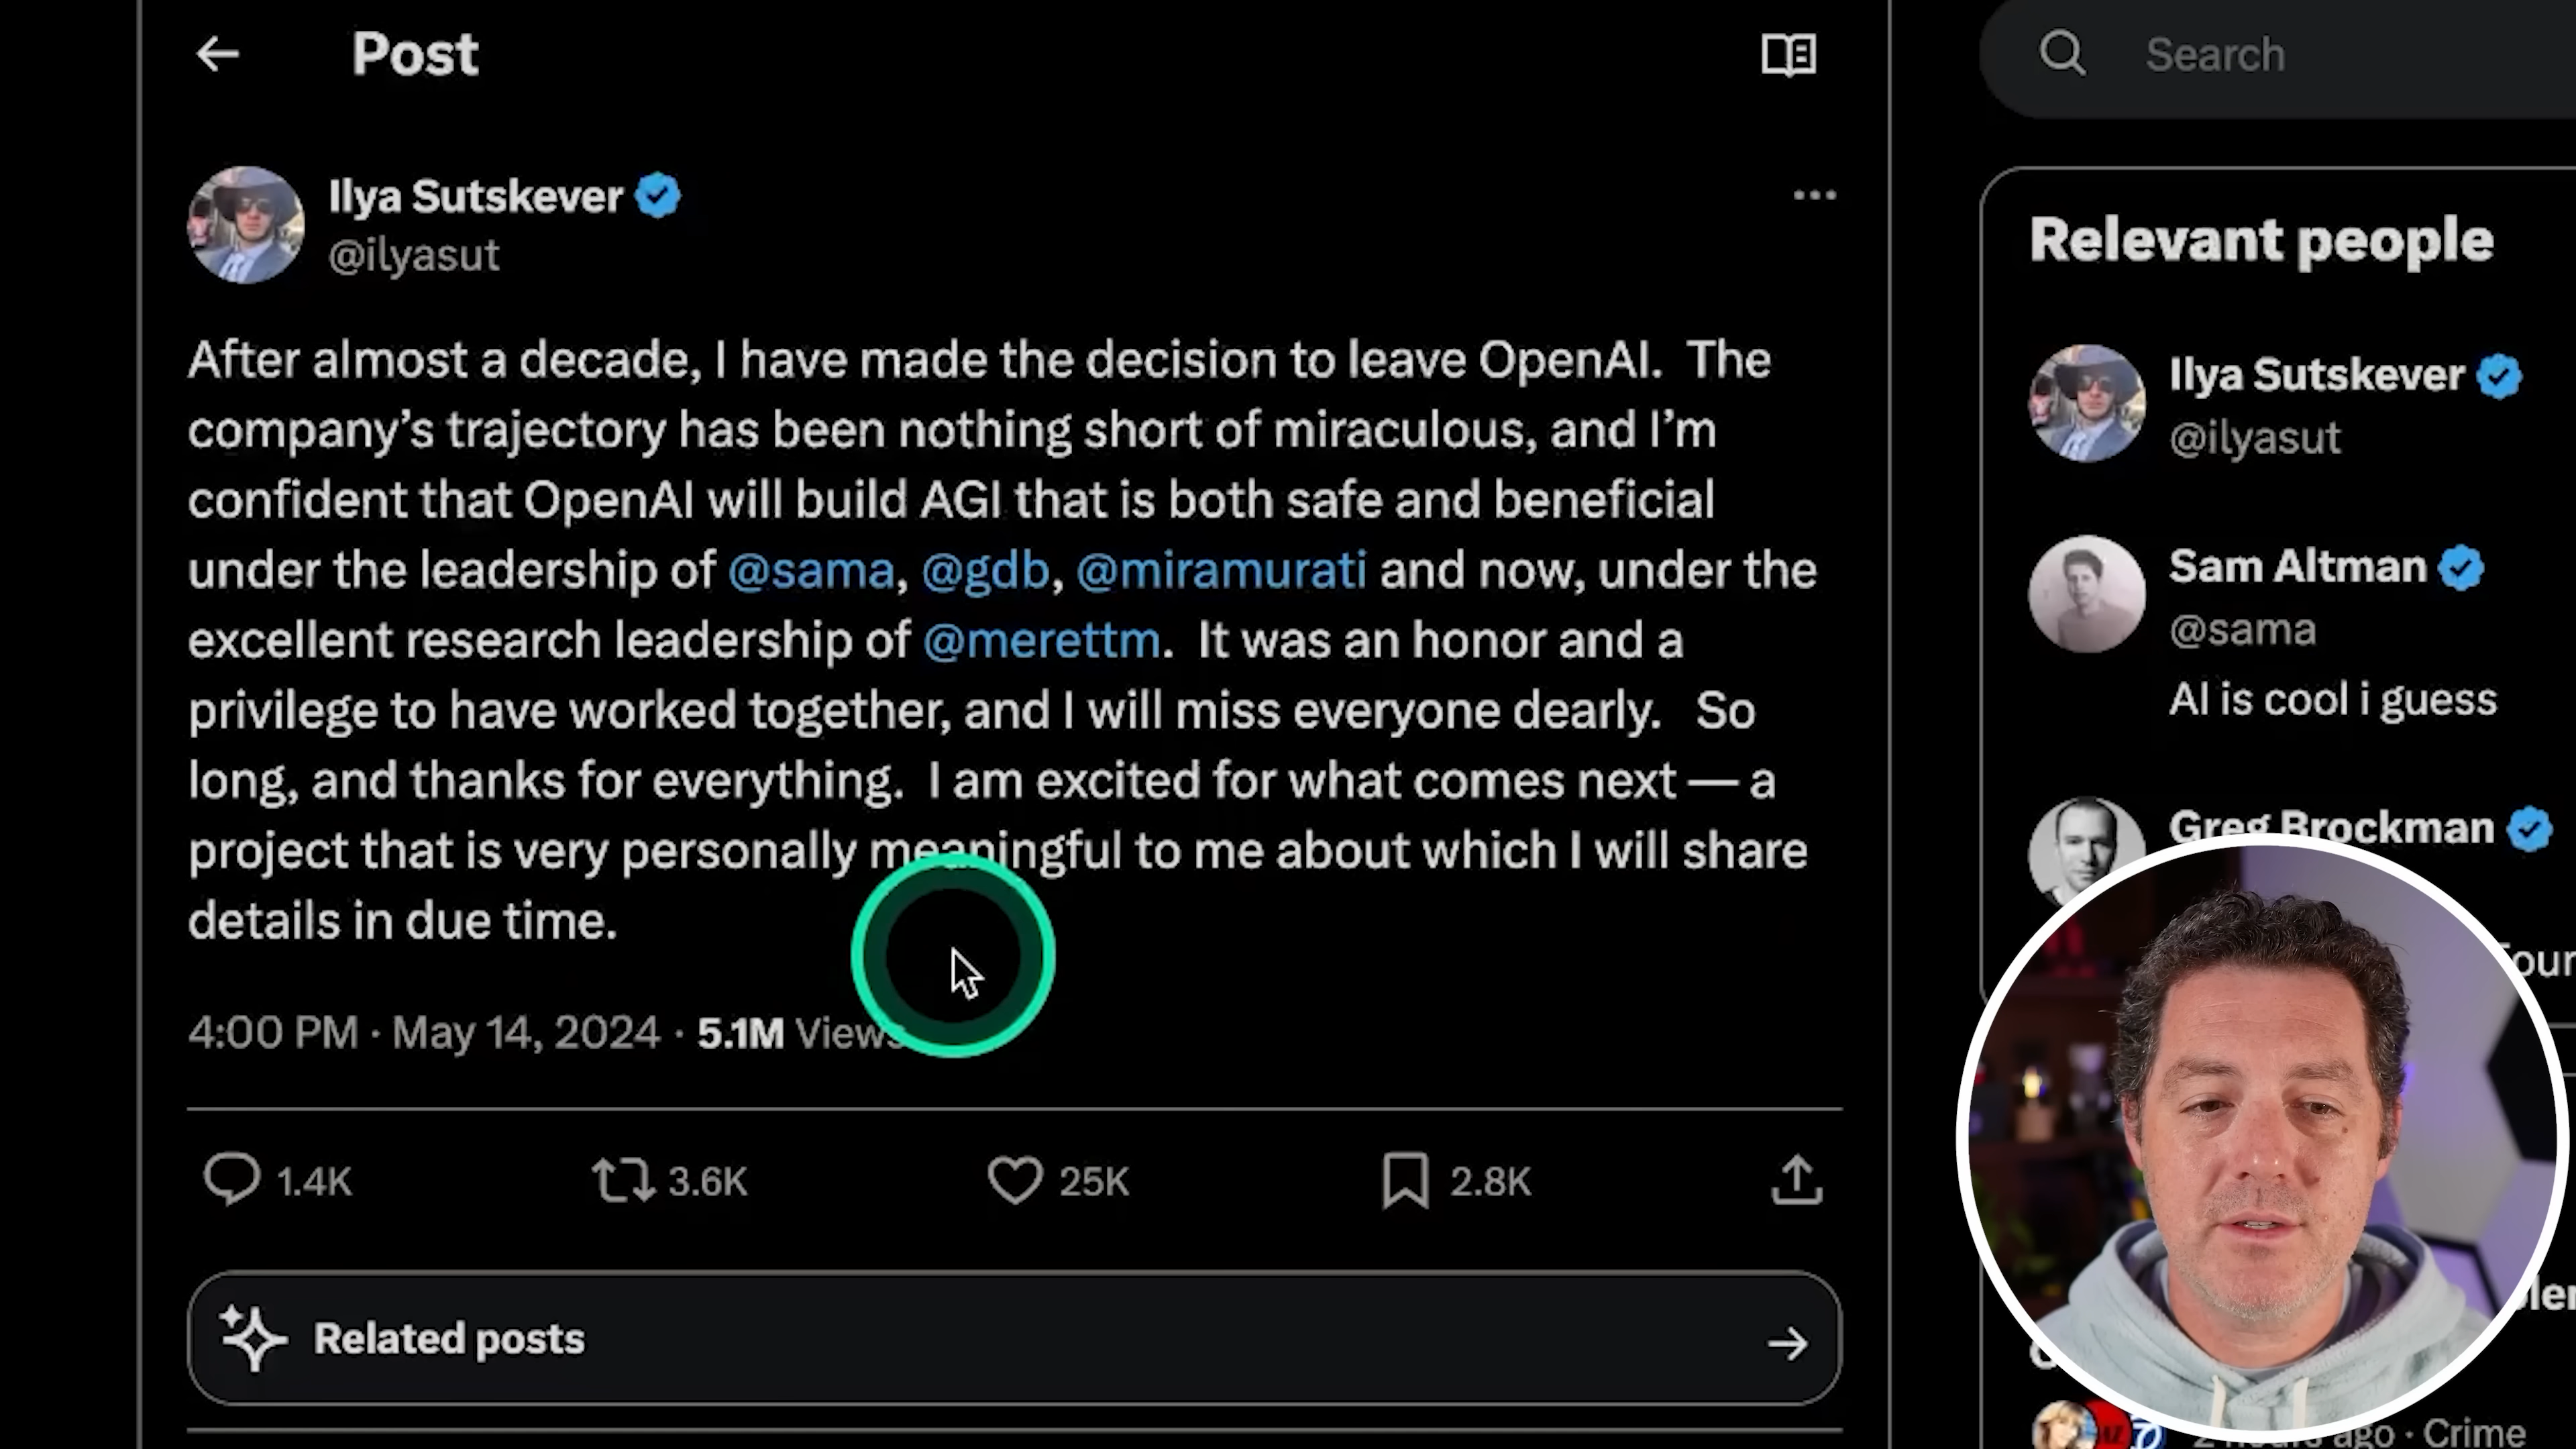 Post
Ilya Sutskever
@ilyasut
After almost a decade, I have made the decision to leave OpenAI.  The
company’s trajectory has been nothing short of miraculous, and I’m
confident that OpenAI will build AGI that is both safe and beneficial
under the leadership of @sama, @gdb, @miramurati and now, under the
excellent research leadership of @merettm.  It was an honor and a
privilege to have worked together, and I will miss everyone dearly.   So
long, and thanks for everything.  I am excited for what comes next — a
project that is very personally meaningful to me about which I will share
details in due time.
4:00 PM · May 14, 2024 · 5.1M Views
1.4K
3.6K
25K
2.8K
Related posts
Search
Relevant people
Ilya Sutskever
@ilyasut
Sam Altman
@sama
AI is cool i guess
Greg Brockman
ago · Crime